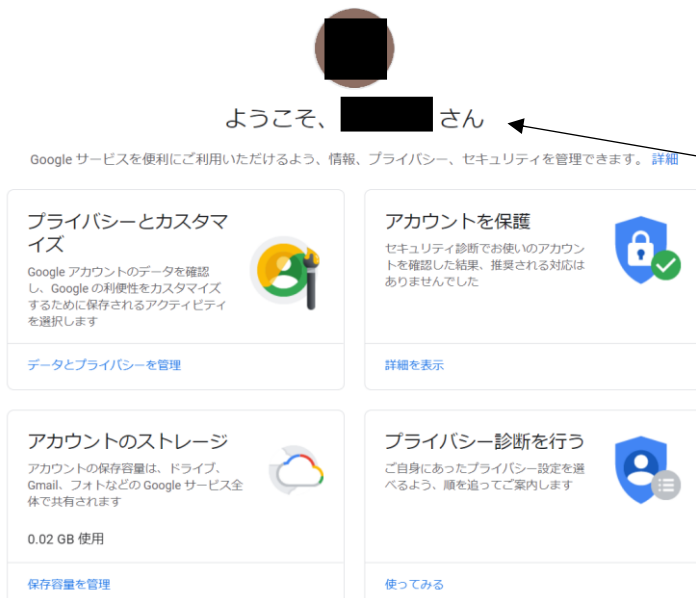 ようこそ、 さん
Google サービスを便利にご利用いただけるよう、情報、プライバシー、セキュリティを管理できます。 詳細
プライバシーとカスタマ
イズ
Google アカウントのデータを確認
し、Google の利便性をカスタマイズ
するために保存されるアクティビティ
を選択します
データとプライバシーを管理
アカウントを保護
セキュリティ診断でお使いのアカウン
トを確認した結果、推奨される対応は
ありませんでした
詳細を表示
アカウントのストレージ
アカウントの保存容量は、ドライブ、
Gmail、フォトなどの Google サービス全
体で共有されます
0.02 GB 使用
保存容量を管理
プライバシー診断を行う
ご自身にあったプライバシー設定を選
べるよう、順を追ってご案内します
使ってみる